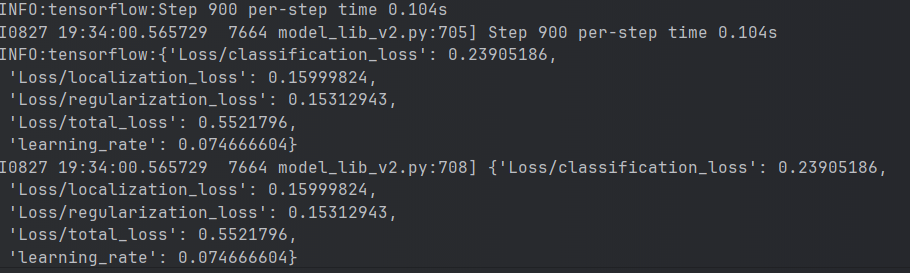 INFO:tensorflow:Step 900 per-step time 0.104s
I0827 19:34:00.565729  7664 model_lib_v2.py:705] Step 900 per-step time 0.104s
INFO:tensorflow:{'Loss/classification_loss': 0.23905186,
 'Loss/localization_loss': 0.15999824,
 'Loss/regularization_loss': 0.15312943,
 'Loss/total_loss': 0.5521796,
 'learning_rate': 0.074666604}
I0827 19:34:00.565729  7664 model_lib_v2.py:708] {'Loss/classification_loss': 0.23905186,
 'Loss/localization_loss': 0.15999824,
 'Loss/regularization_loss': 0.15312943,
 'Loss/total_loss': 0.5521796,
 'learning_rate': 0.074666604}